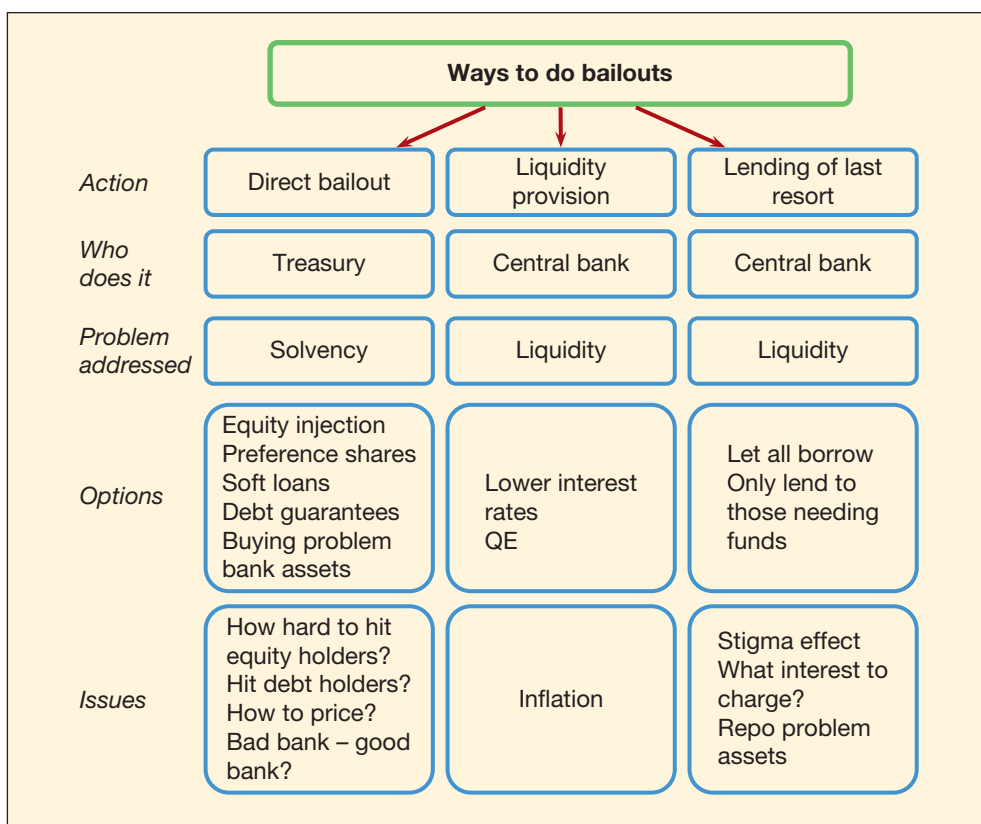 Ways to do bailouts
Action
Direct bailout
Liquidity
provision
Lending of last
resort
Who
does it
Treasury
Central bank
Central bank
Problem
addressed
Solvency
Liquidity
Liquidity
Options
Equity injection
Preference shares
Soft loans
Debt guarantees
Buying problem
bank assets
Lower interest
rates
QE
Let all borrow
Only lend to
those needing
funds
Issues
How hard to hit
equity holders?
Hit debt holders?
How to price?
Bad bank – good
bank?
Inflation
Stigma effect
What interest to
charge?
Repo problem
assets